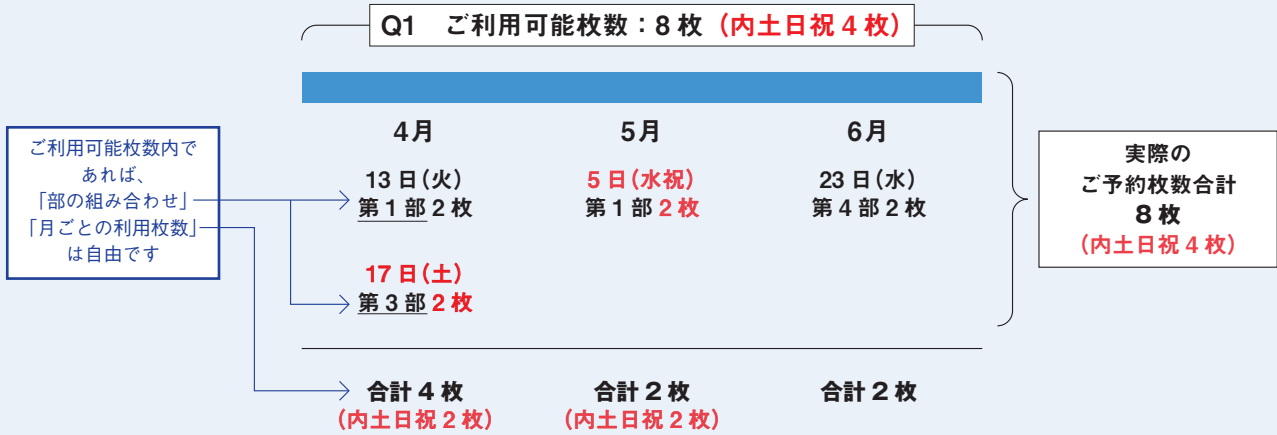 Q1 ご利用可能枚数：8枚（内土日祝4枚）
ご利用可能枚数内で
あれば、
「部の組み合わせ」
「月ごとの利用枚数」
は自由です
4月
13日（火）
第1部2枚
17日（土）
第3部2枚
合計4枚
（内土日祝2枚）
5月
5日（水祝）
第1部2枚
合計2枚
（内土日祝2枚）
6月
23日（水）
第4部2枚
合計2枚
実際の
ご予約枚数合計
8枚
（内土日祝4枚）